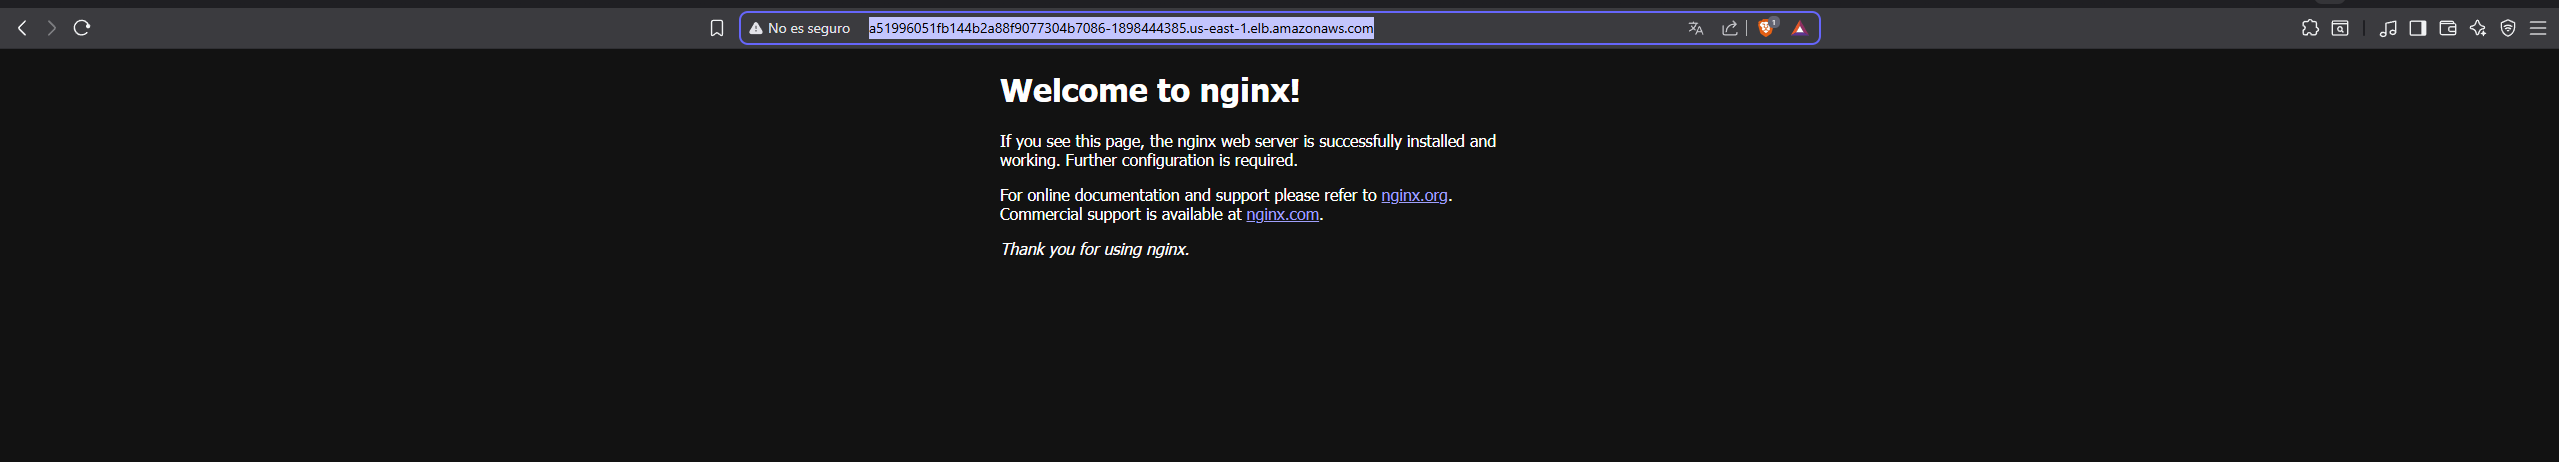 No es seguro a51996051fb144b2a88f9077304b7086-1898444385.us-east-1.elb.amazonaws.com 1
Welcome to nginx!
If you see this page, the nginx web server is successfully installed and
working. Further configuration is required.
For online documentation and support please refer to nginx.org.
Commercial support is available at nginx.com.
Thank you for using nginx.